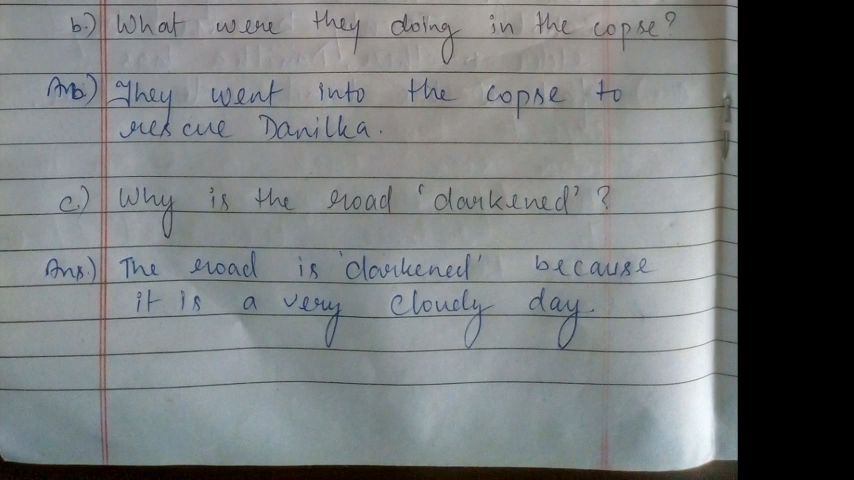 b.) What were they doing in the copse?
Ans.) They went into the copse to
rescue Danilka.
c.) Why is the road 'darkened' ?
Ans.) The road is 'darkened' because
it is a very cloudy day.